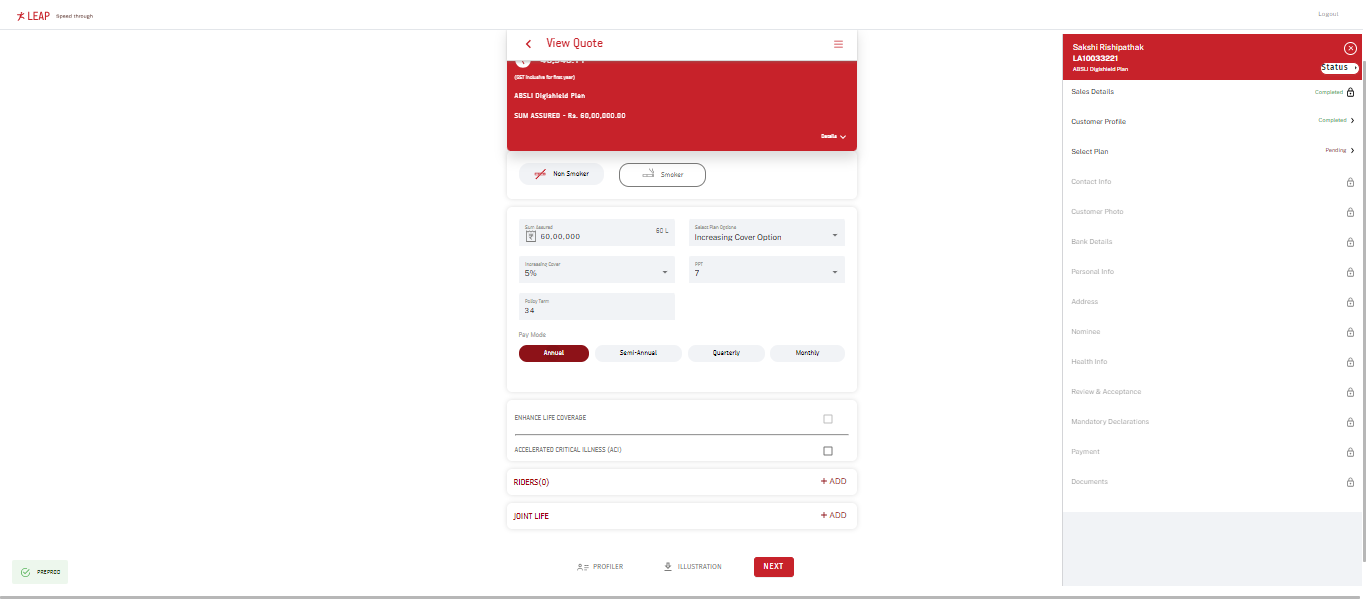 LEAP Speed through
Logout
View Quote
(GST Inclusive for first year)
ABSLI Digishield Plan
SUM ASSURED - Rs. 60,00,000.00
Details
Non Smoker
Smoker
Sum Assured
₹ 60,00,000
60 L
Select Plan Options
Increasing Cover Option
Increasing Cover
5%
PPT
7
Policy Term
34
Pay Mode
Annual
Semi-Annual
Quarterly
Monthly
ENHANCE LIFE COVERAGE
ACCELERATED CRITICAL ILLNESS (ACI)
RIDERS(0)
+ ADD
JOINT LIFE
+ ADD
PROFILER
ILLUSTRATION
NEXT
PREPROD
Sakshi Rishipathak
LA10033221
ABSLI Digishield Plan
Status
Sales Details
Completed
Customer Profile
Completed
Select Plan
Pending
Contact Info
Customer Photo
Bank Details
Personal Info
Address
Nominee
Health Info
Review & Acceptance
Mandatory Declarations
Payment
Documents